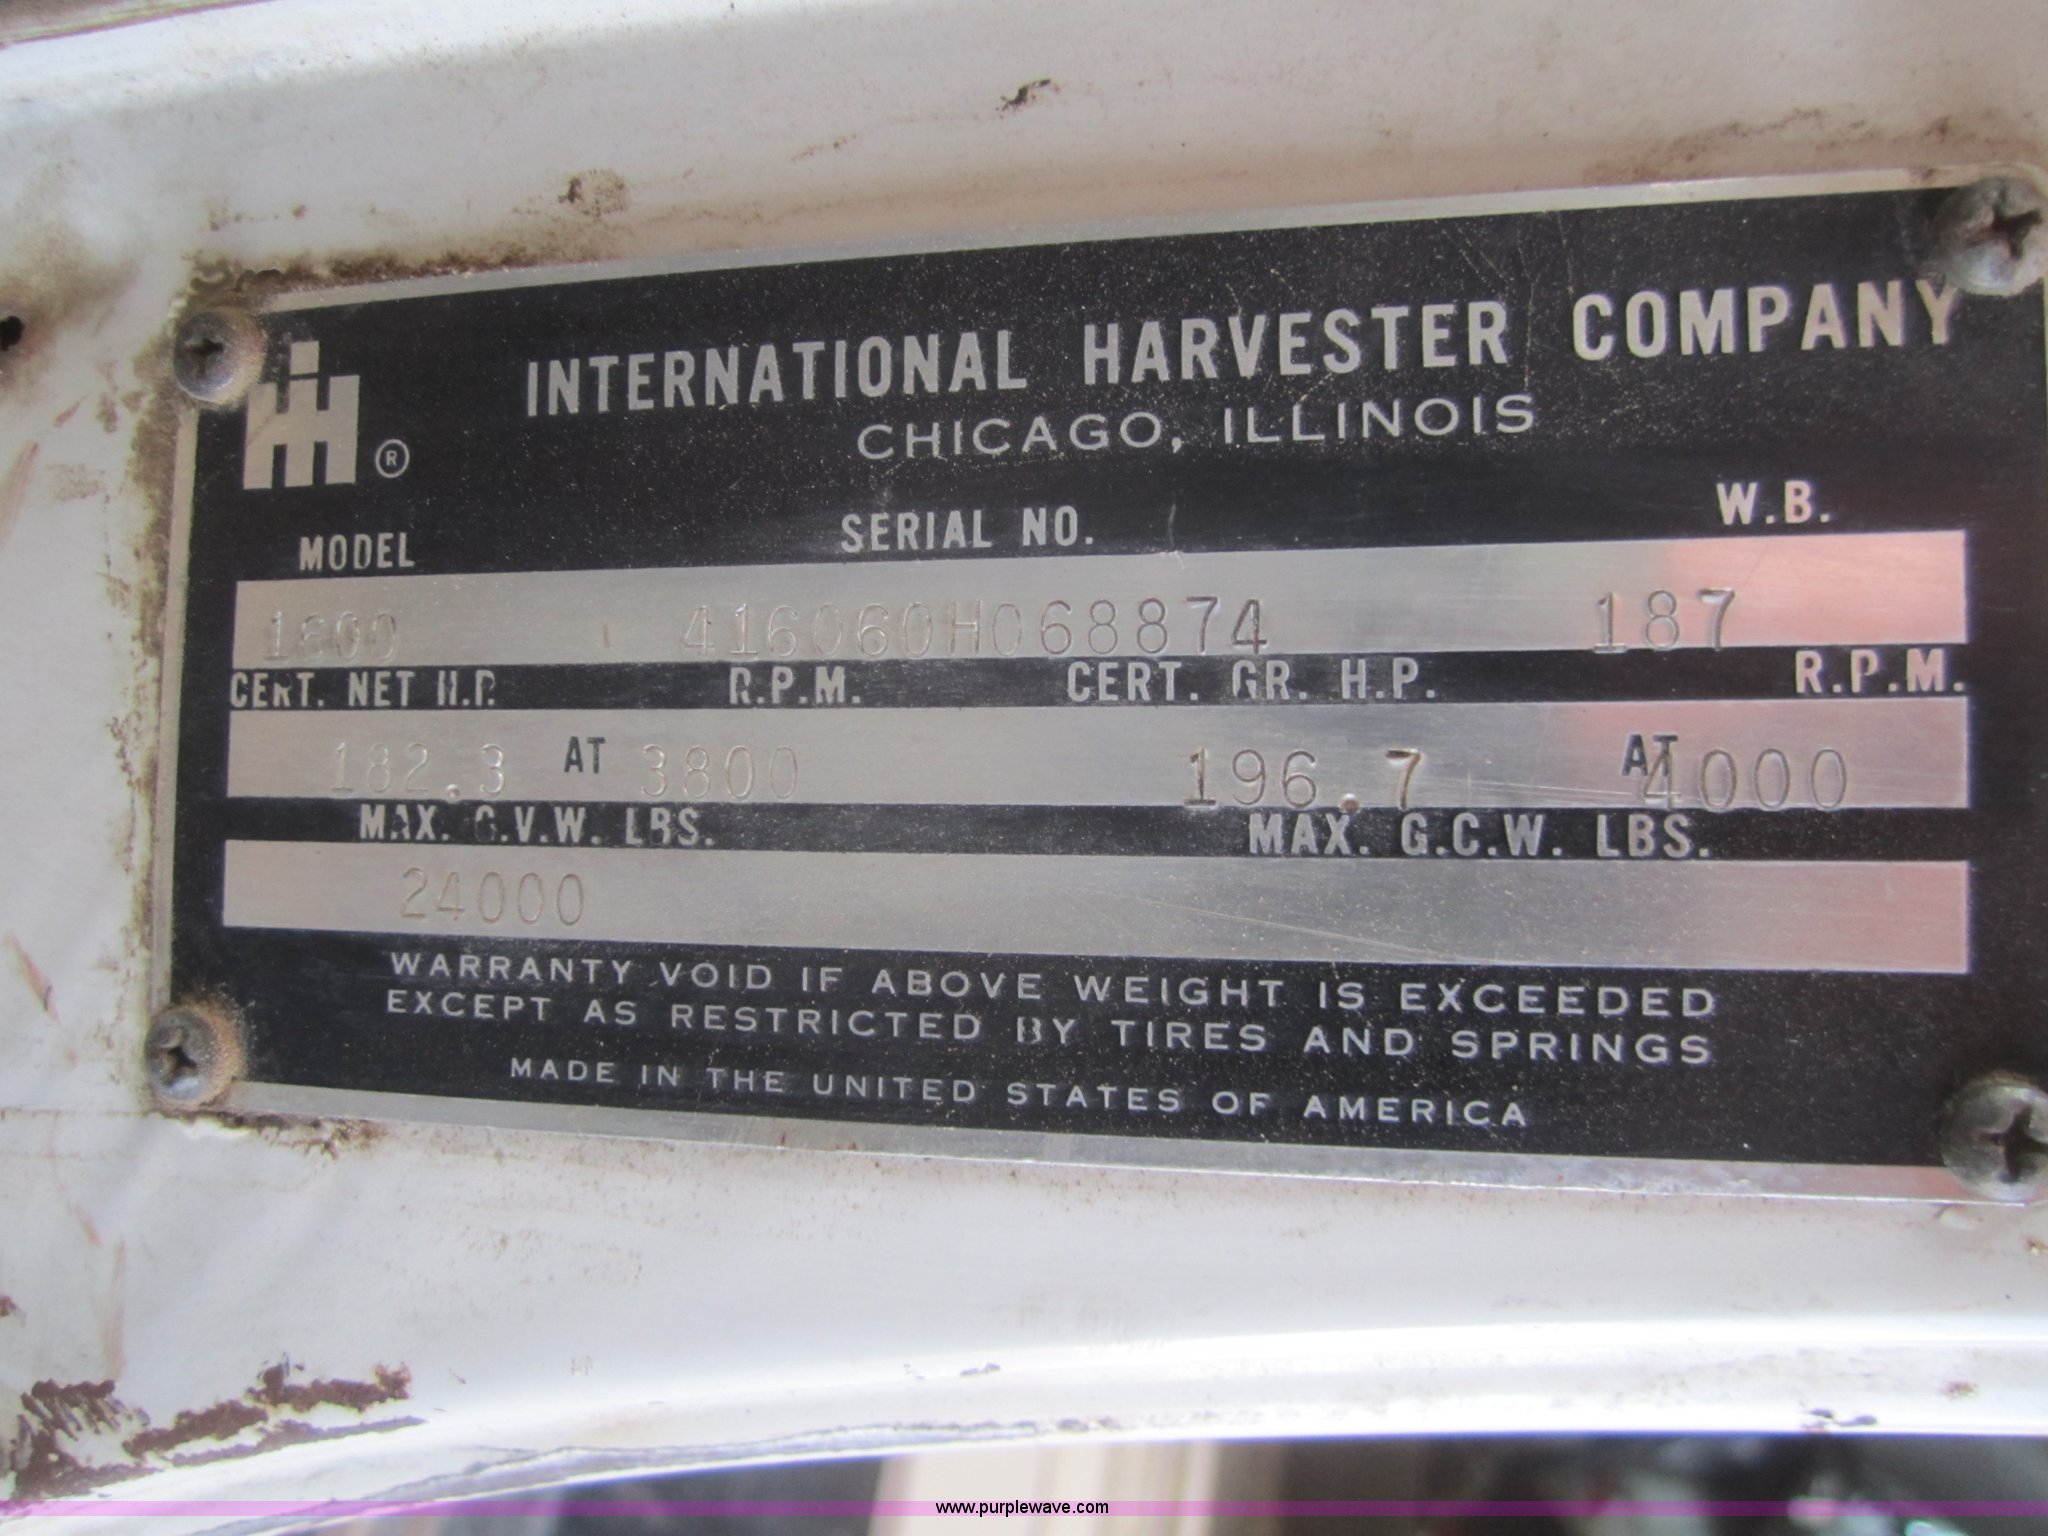 INTERNATIONAL HARVESTER COMPANY
®
CHICAGO, ILLINOIS
MODEL SERIAL NO. W.B.
1600 416060H068874 187
CERT. NET H.P. R.P.M. CERT. GR. H.P. R.P.M.
182.3 AT 3800 196.7 AT 4000
MAX. G.V.W. LBS. MAX. G.C.W. LBS.
24000
WARRANTY VOID IF ABOVE WEIGHT IS EXCEEDED
EXCEPT AS RESTRICTED BY TIRES AND SPRINGS
MADE IN THE UNITED STATES OF AMERICA
www.purplewave.com